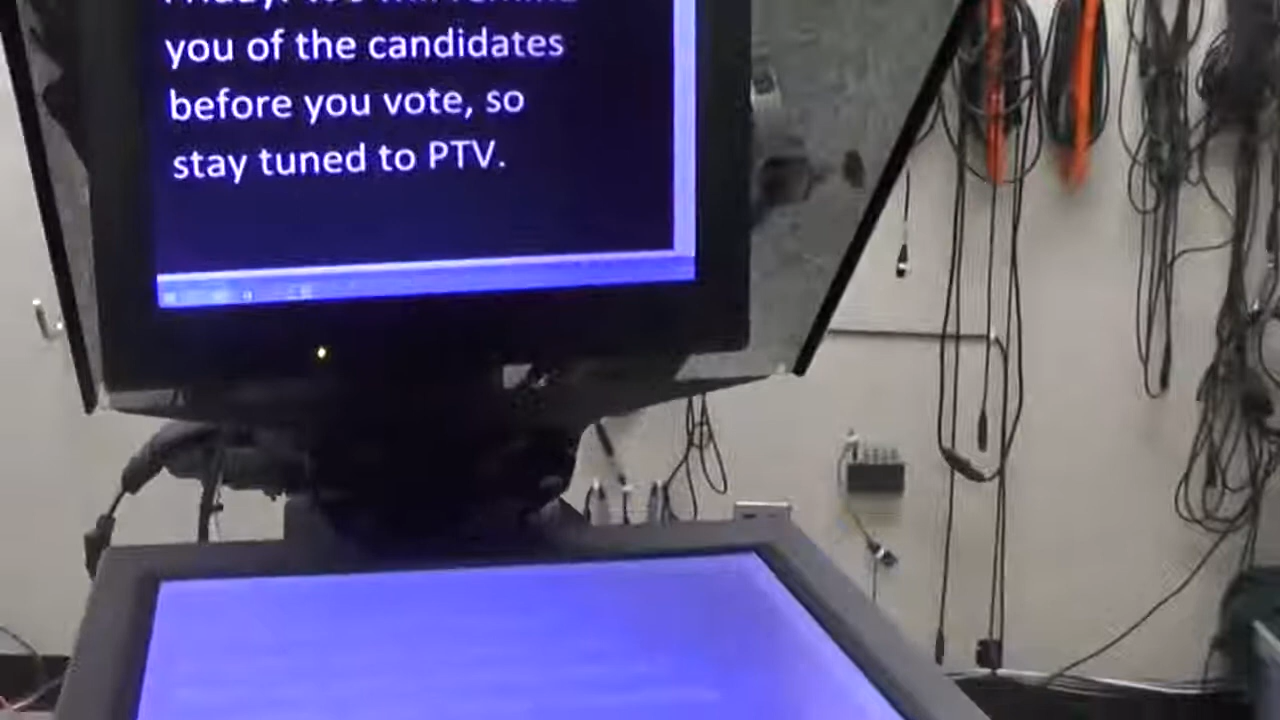 you of the candidates
before you vote, so
stay tuned to PTV.